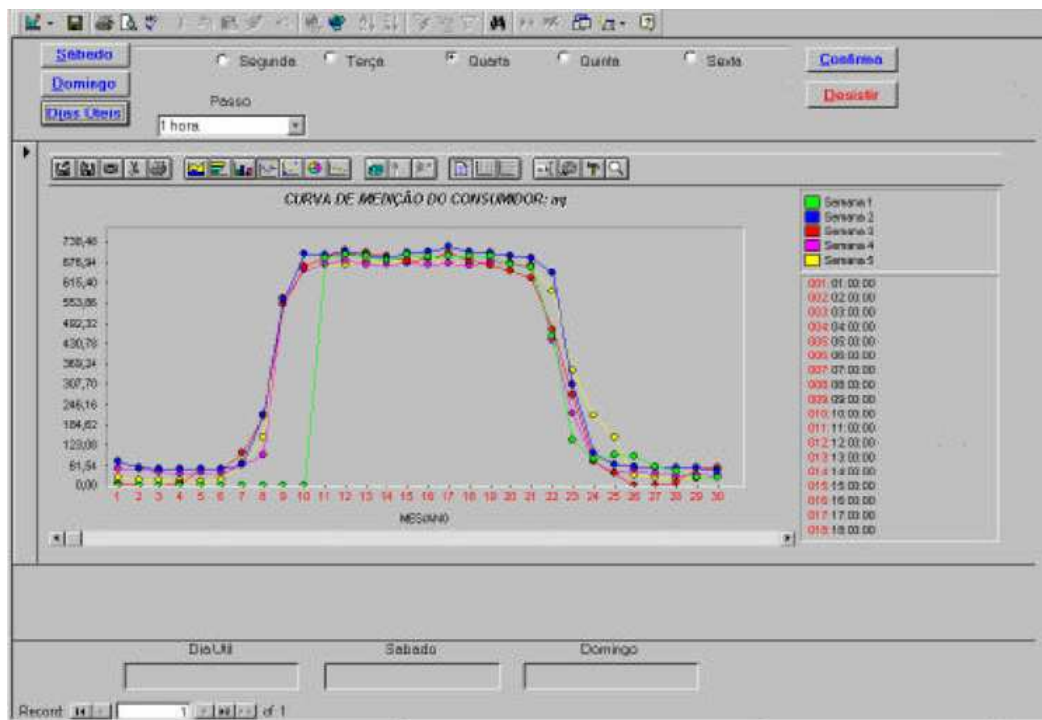 Sábado
Segunda Terça Quarta Quinta Sexta
Confirma
Domingo
Desistir
Dias Úteis
Passo
1 hora
CURVA DE MEDIÇÃO DO CONSUMIDOR: aq
Semana 1
Semana 2
Semana 3
Semana 4
Semana 5
738,48
676,94
615,40
553,86
492,32
430,78
369,24
307,70
246,16
184,62
123,08
61,54
0,00
1 2 3 4 5 6 7 8 9 10 11 12 13 14 15 16 17 18 19 20 21 22 23 24 25 26 27 28 29 30
MES/ANO
001: 01:00:00
002: 02:00:00
003: 03:00:00
004: 04:00:00
005: 05:00:00
006: 06:00:00
007: 07:00:00
008: 08:00:00
009: 09:00:00
010: 10:00:00
011: 11:00:00
012: 12:00:00
013: 13:00:00
014: 14:00:00
015: 15:00:00
016: 16:00:00
017: 17:00:00
018: 18:00:00
Dia Util Sabado Domingo
Record: 1 of 1